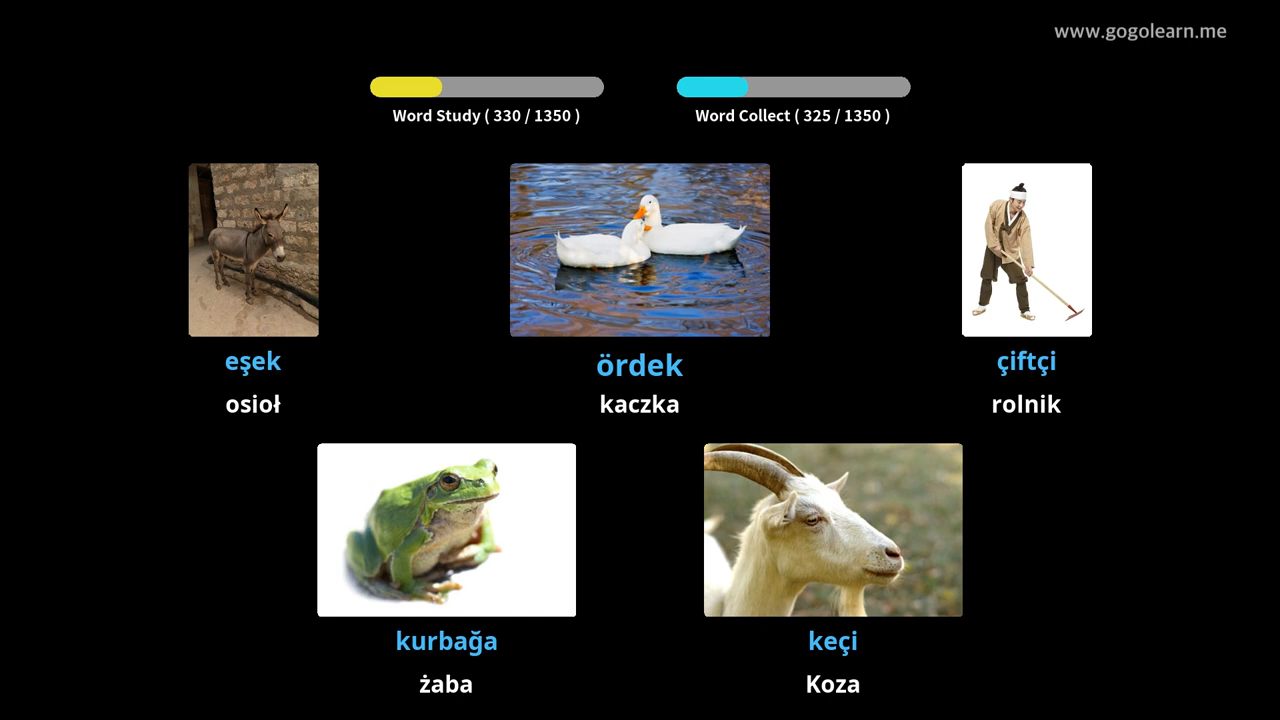 www.gogolearn.me
Word Study ( 330 / 1350 )
Word Collect ( 325 / 1350 )
eşek
ördek
çiftçi
osioł
kaczka
rolnik
kurbağa
keçi
żaba
Koza